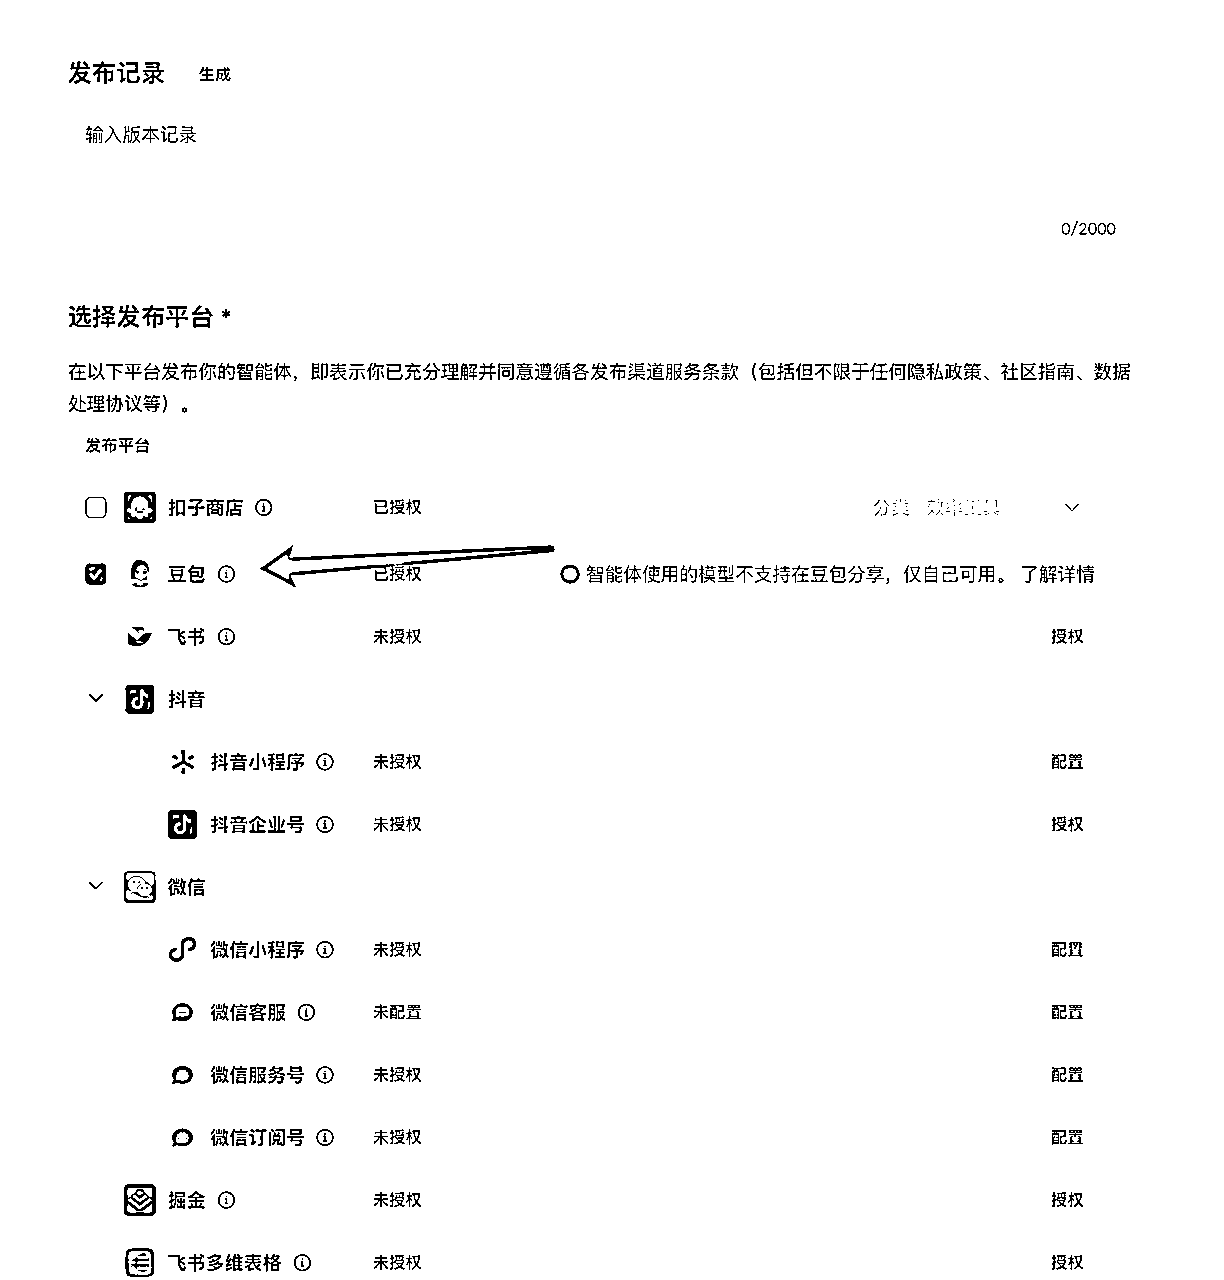 发布记录 生成
输入版本记录
0/2000
选择发布平台 *
在以下平台发布你的智能体，即表示你已充分理解并同意遵循各发布渠道服务条款（包括但不限于任何隐私政策、社区指南、数据
处理协议等）。
发布平台
扣子商店 已授权 分类 效率工具
豆包 已授权 智能体使用的模型不支持在豆包分享，仅自己可用。 了解详情
飞书 未授权 授权
抖音
抖音小程序 未授权 配置
抖音企业号 未授权 授权
微信
微信小程序 未授权 配置
微信客服 未配置 配置
微信服务号 未授权 配置
微信订阅号 未授权 配置
掘金 未授权 授权
飞书多维表格 未授权 授权